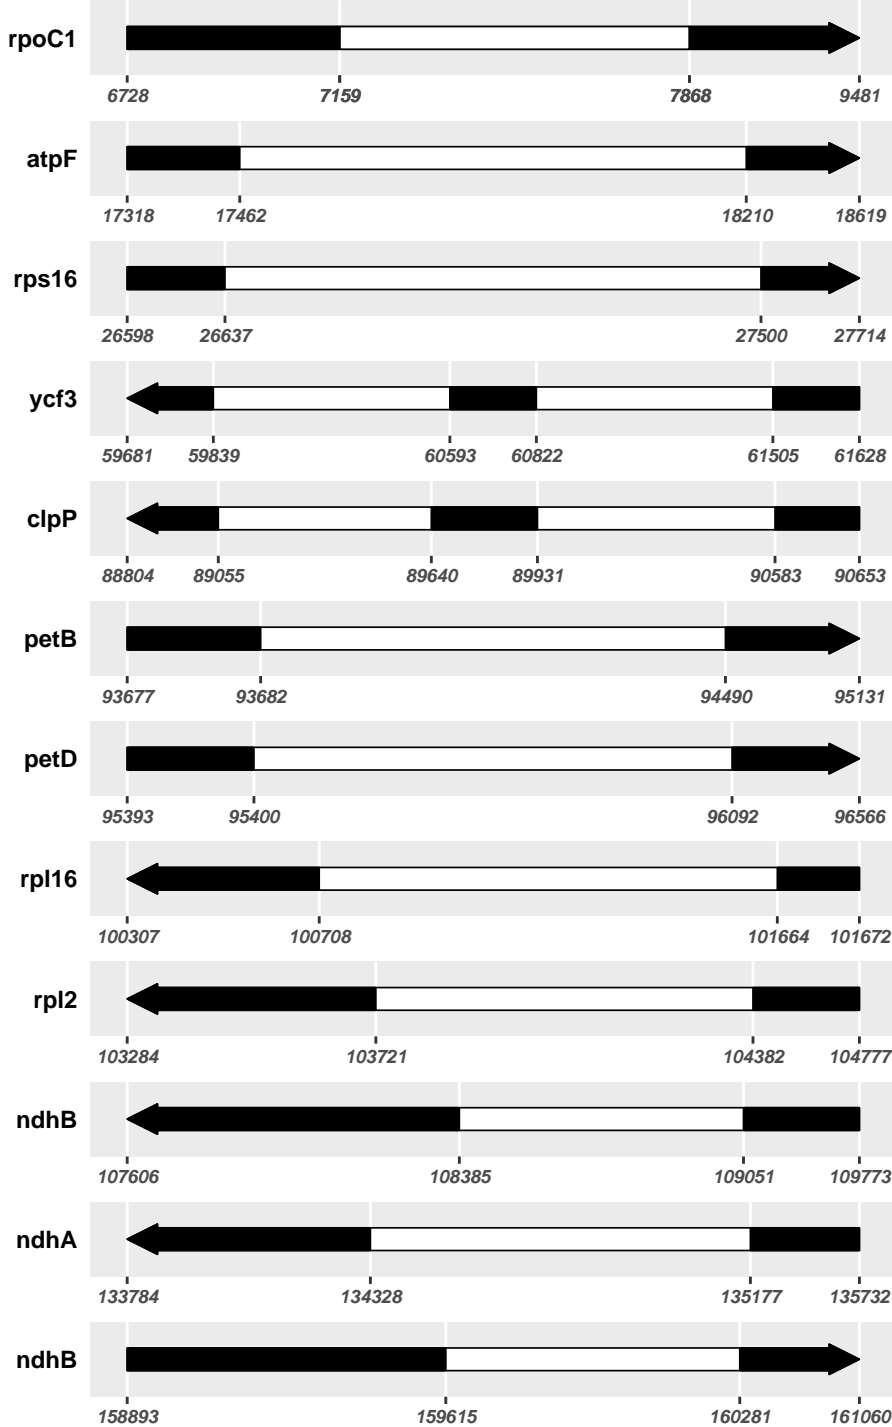 rpoC1
6728 7159 7868 9481
atpF
17318 17462 18210 18619
rps16
26598 26637 27500 27714
ycf3
59681 59839 60593 60822 61505 61628
clpP
88804 89055 89640 89931 90583 90653
petB
93677 93682 94490 95131
petD
95393 95400 96092 96566
rpl16
100307 100708 101664 101672
rpl2
103284 103721 104382 104777
ndhB
107606 108385 109051 109773
ndhA
133784 134328 135177 135732
ndhB
158893 159615 160281 161060